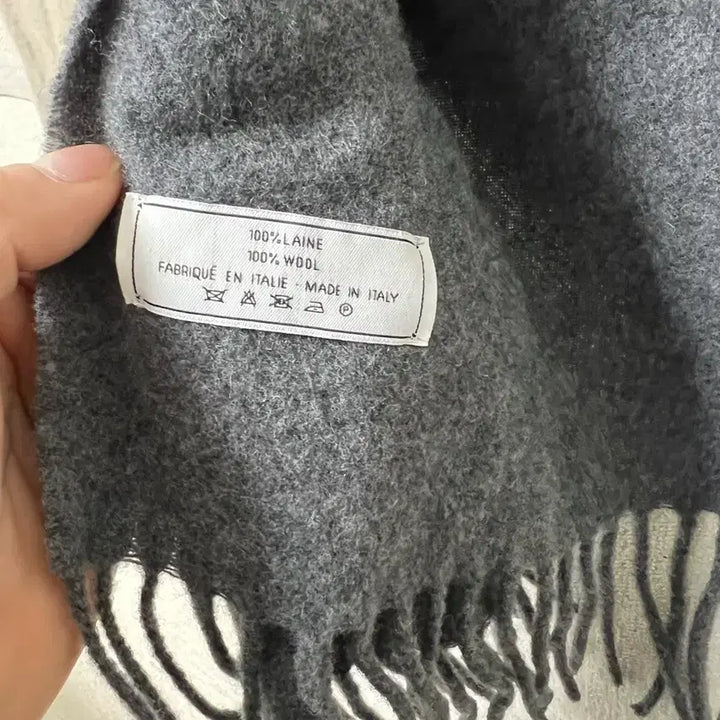 100% LAINE
100% WOOL
FABRIQUÉ EN ITALIE - MADE IN ITALY
P